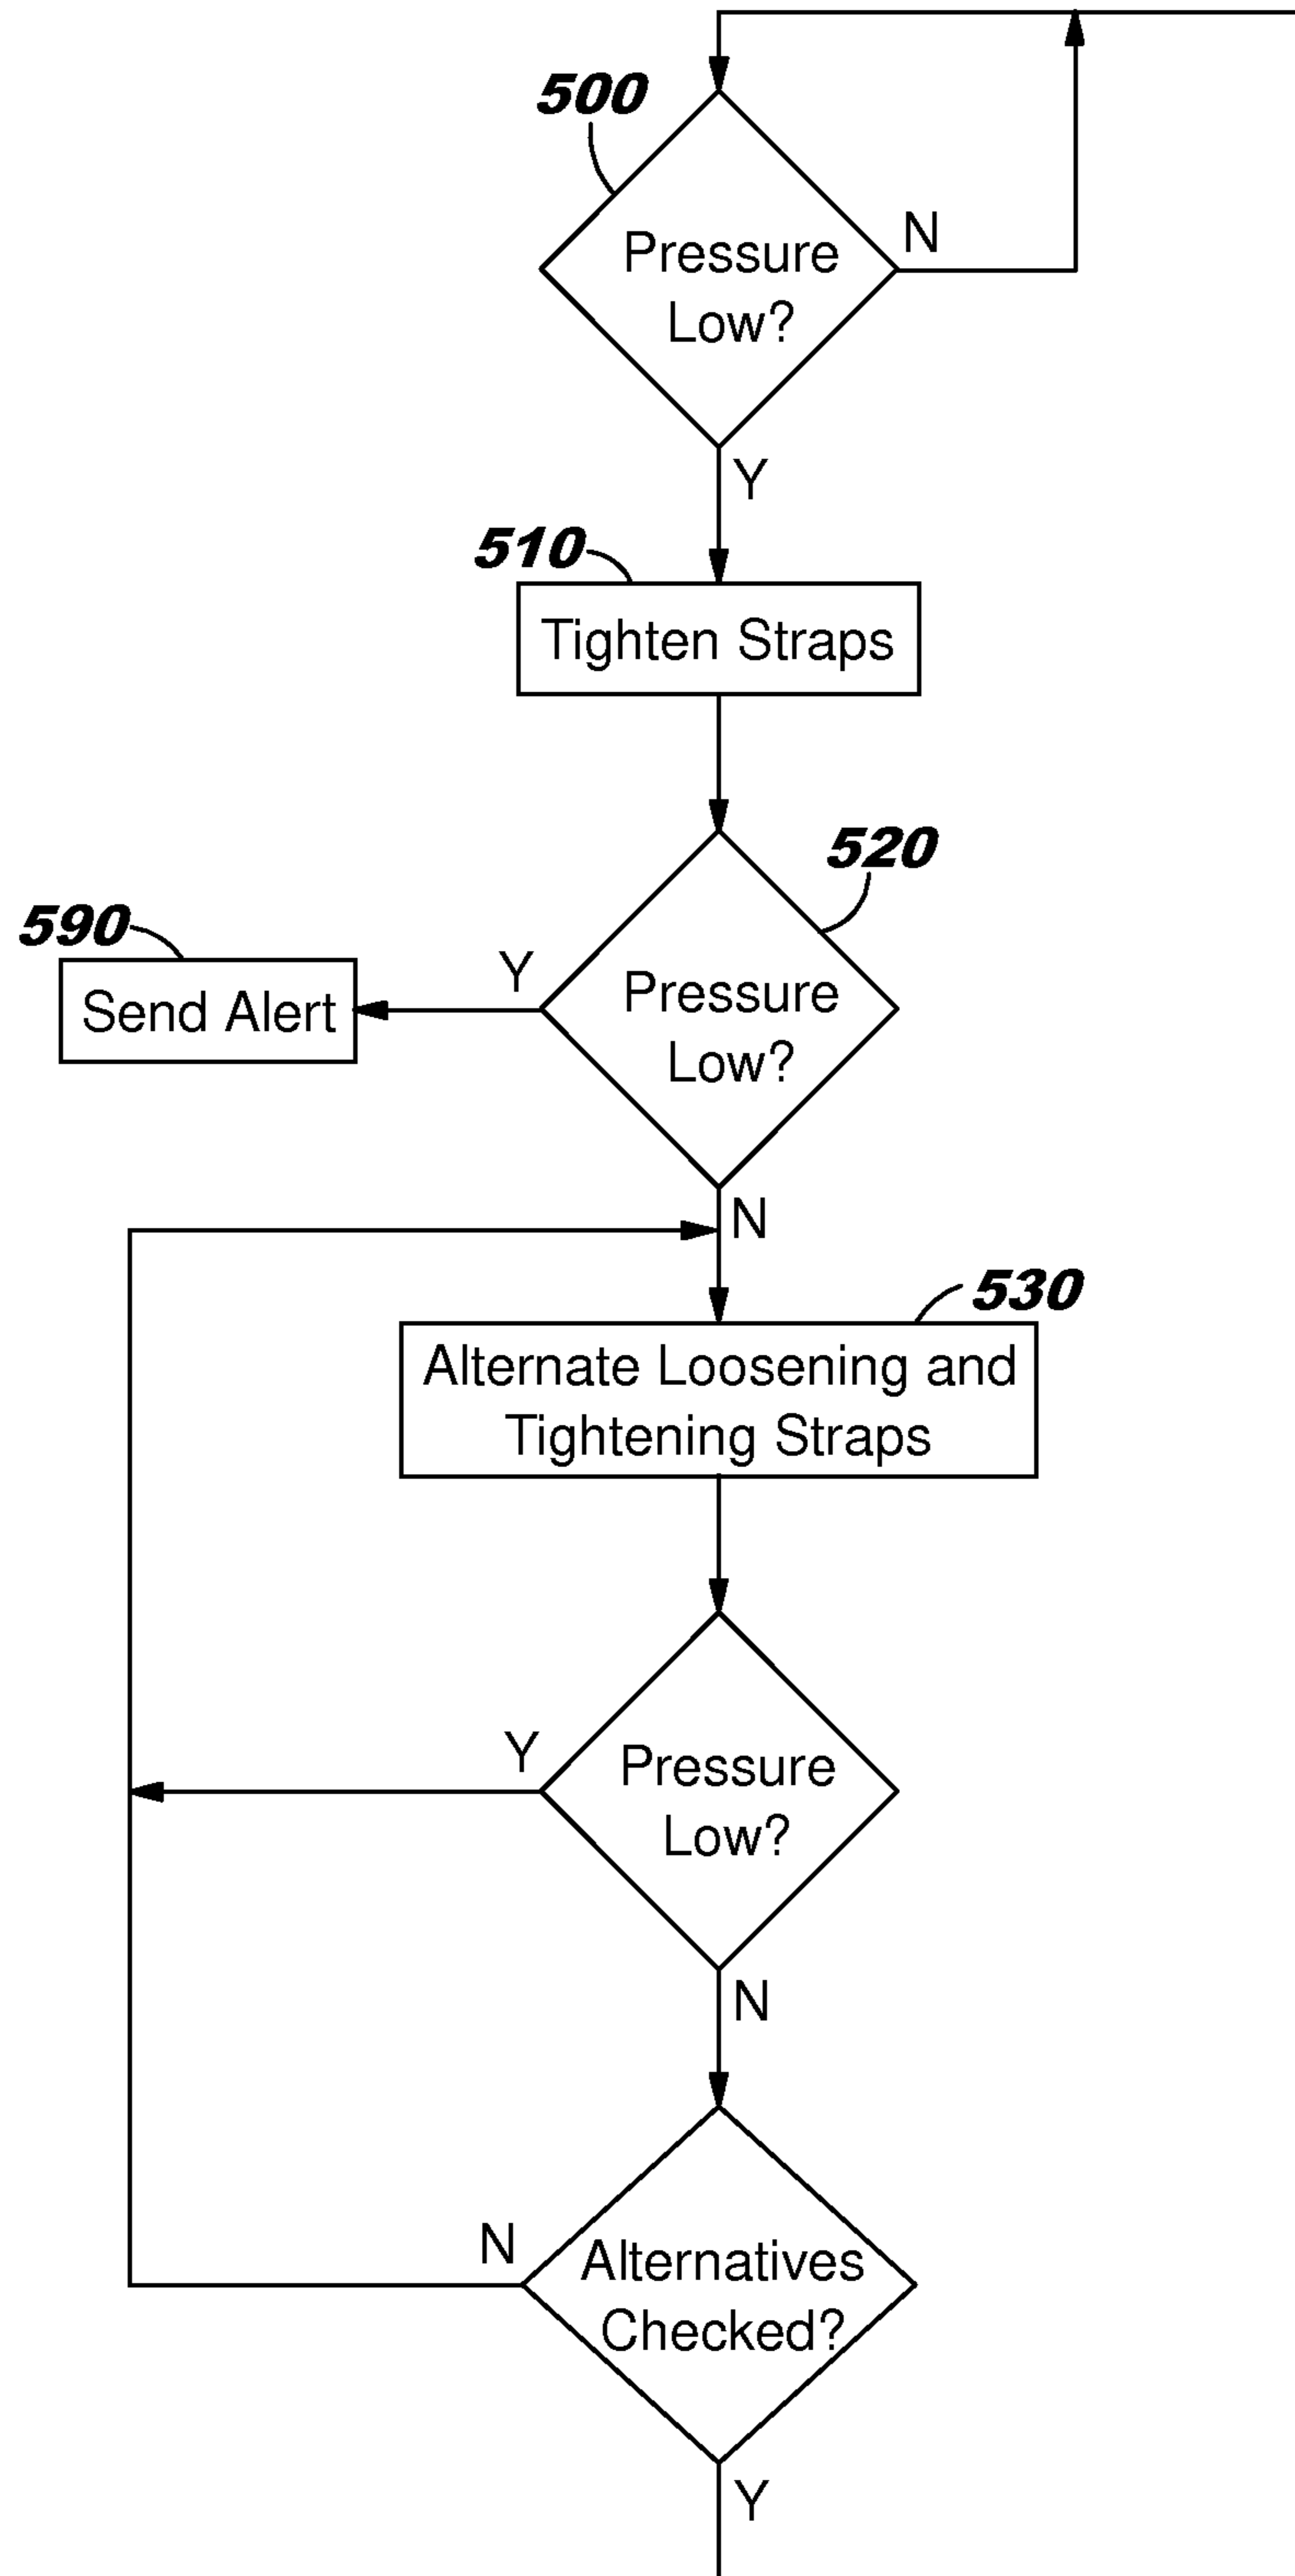 500
Pressure
Low?
N
Y
510
Tighten Straps
520
590
Y
Send Alert
Pressure
Low?
N
530
Alternate Loosening and
Tightening Straps
Y
Pressure
Low?
N
N
Alternatives
Checked?
Y